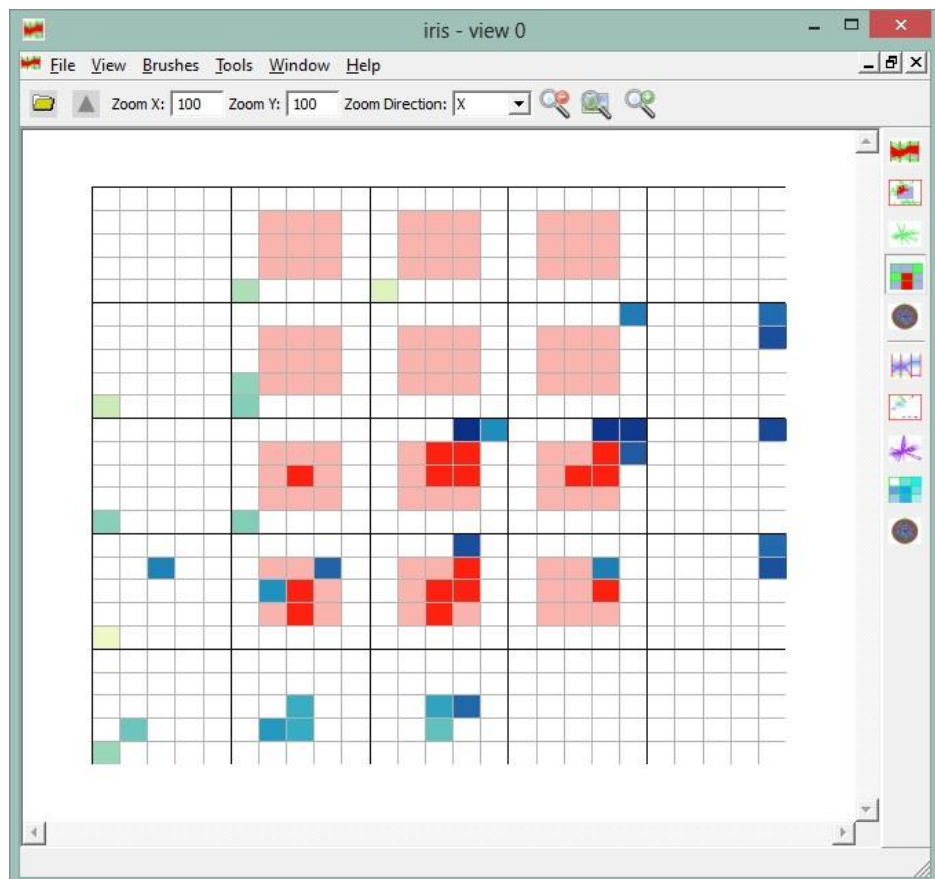 iris - view 0
File View Brushes Tools Window Help
Zoom X: 100 Zoom Y: 100 Zoom Direction: X